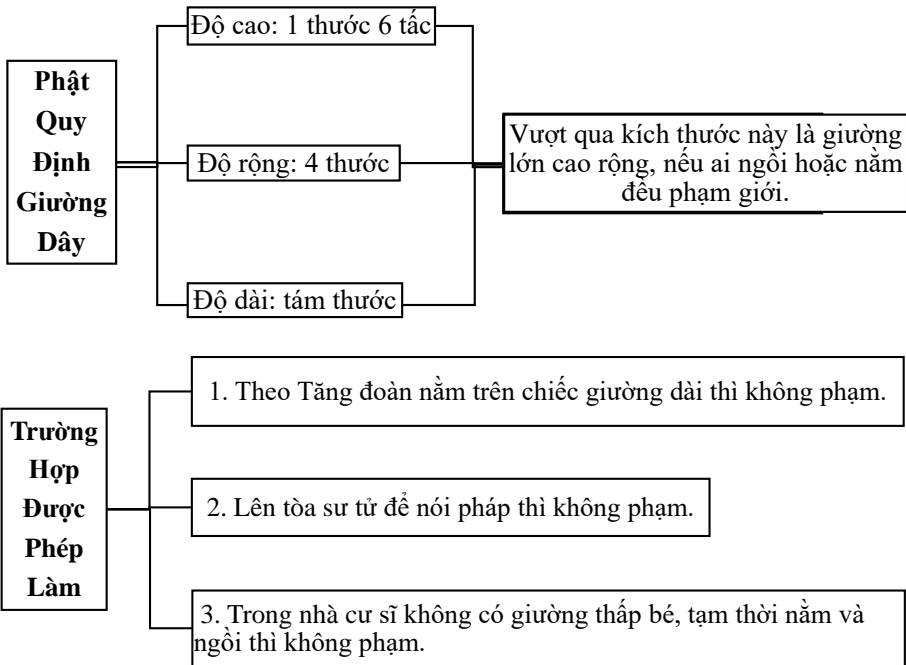 Phật
Quy
Định
Giường
Dây
Độ cao: 1 thước 6 tấc
Độ rộng: 4 thước
Độ dài: tám thước
Vượt qua kích thước này là giường
lớn cao rộng, nếu ai ngồi hoặc nằm
đều phạm giới.
Trường
Hợp
Được
Phép
Làm
1. Theo Tăng đoàn nằm trên chiếc giường dài thì không phạm.
2. Lên tòa sư tử để nói pháp thì không phạm.
3. Trong nhà cư sĩ không có giường thấp bé, tạm thời nằm và
ngồi thì không phạm.